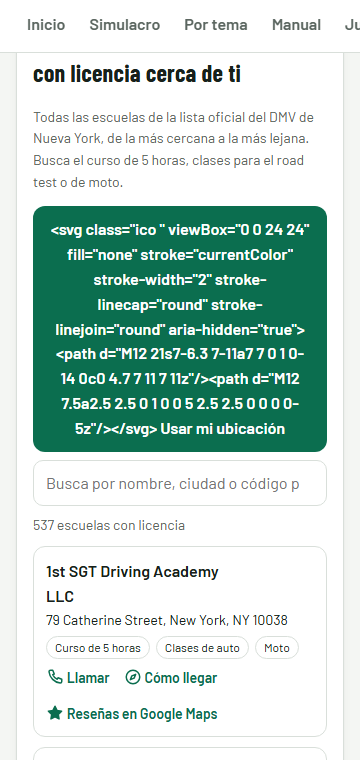 Inicio Simulacro Por tema Manual Ju
con licencia cerca de ti
Todas las escuelas de la lista oficial del DMV de
Nueva York, de la más cercana a la más lejana.
Busca el curso de 5 horas, clases para el road
test o de moto.
<svg class="ico " viewBox="0 0 24 24"
fill="none" stroke="currentColor"
stroke-width="2" stroke-
linecap="round" stroke-
linejoin="round" aria-hidden="true">
<path d="M12 21s7-6.3 7-11a7 7 0 1 0-
14 0c0 4.7 7 11 7 11z"/><path d="M12
7.5a2.5 2.5 0 1 0 0 5 2.5 2.5 0 0 0 0-
5z"/></svg> Usar mi ubicación
Busca por nombre, ciudad o código p
537 escuelas con licencia
1st SGT Driving Academy
LLC
79 Catherine Street, New York, NY 10038
Curso de 5 horas Clases de auto Moto
Llamar Cómo llegar
Reseñas en Google Maps